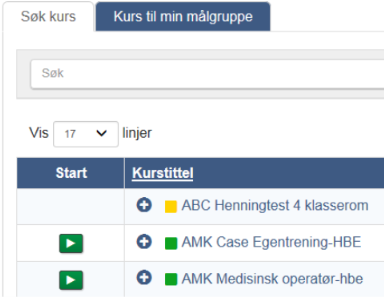 Søk kurs Kurs til min målgruppe
Søk
Vis 17 linjer
Start Kurstittel
ABC Henningtest 4 klasserom
AMK Case Egentrening-HBE
AMK Medisinsk operatør-hbe